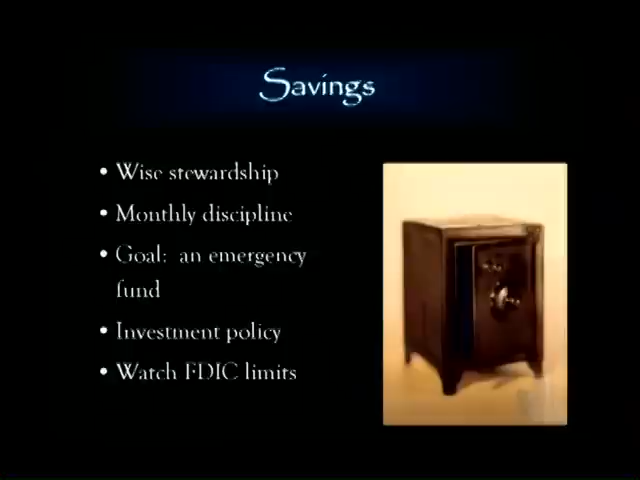 Savings
• Wise stewardship
• Monthly discipline
• Goal: an emergency
fund
• Investment policy
• Watch FDIC limits